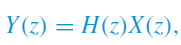 Y(z) = H(z)X(z),